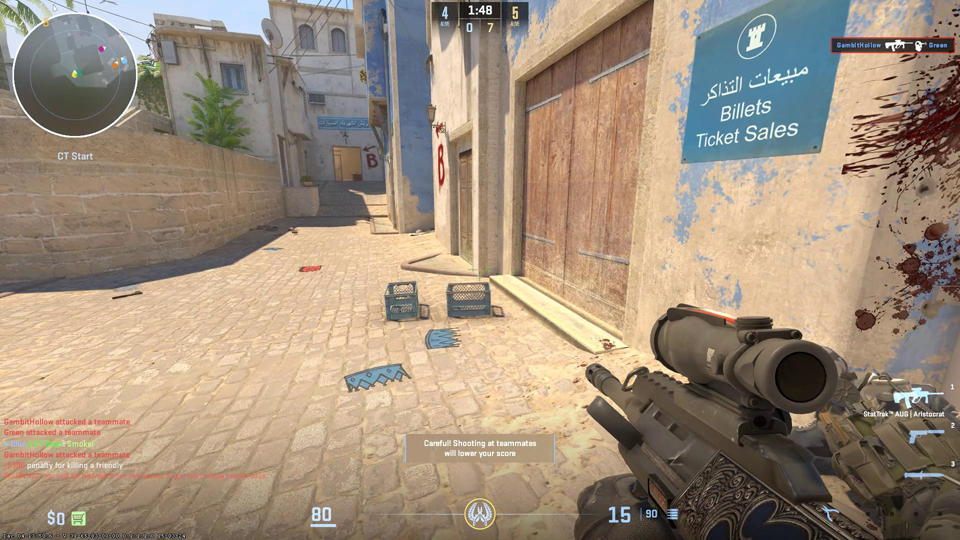 4
1:48
5
0 7
GambitHollow
Green
مبيعات التذاكر
Billets
Ticket Sales
CT Start
B
B
GambitHollow attacked a teammate
Green attacked a teammate
Smoke!
GambitHollow attacked a teammate
penalty for killing a friendly
Careful! Shooting at teammates
will lower your score
1
StatTrak™ AUG | Aristocrat
2
3
$0
80
15 90